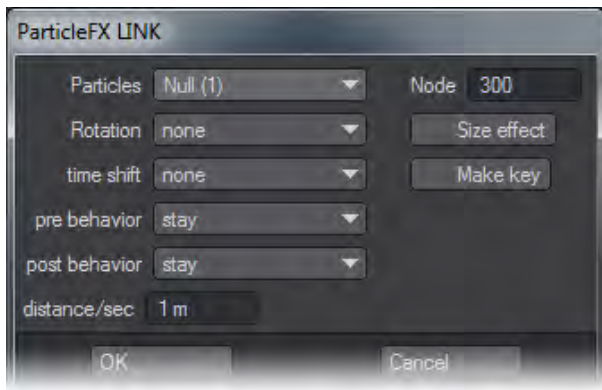 ParticleFX LINK
Particles Null (1) Node 300
Rotation none Size effect
time shift none Make key
pre behavior stay
post behavior stay
distance/sec 1 m
OK Cancel